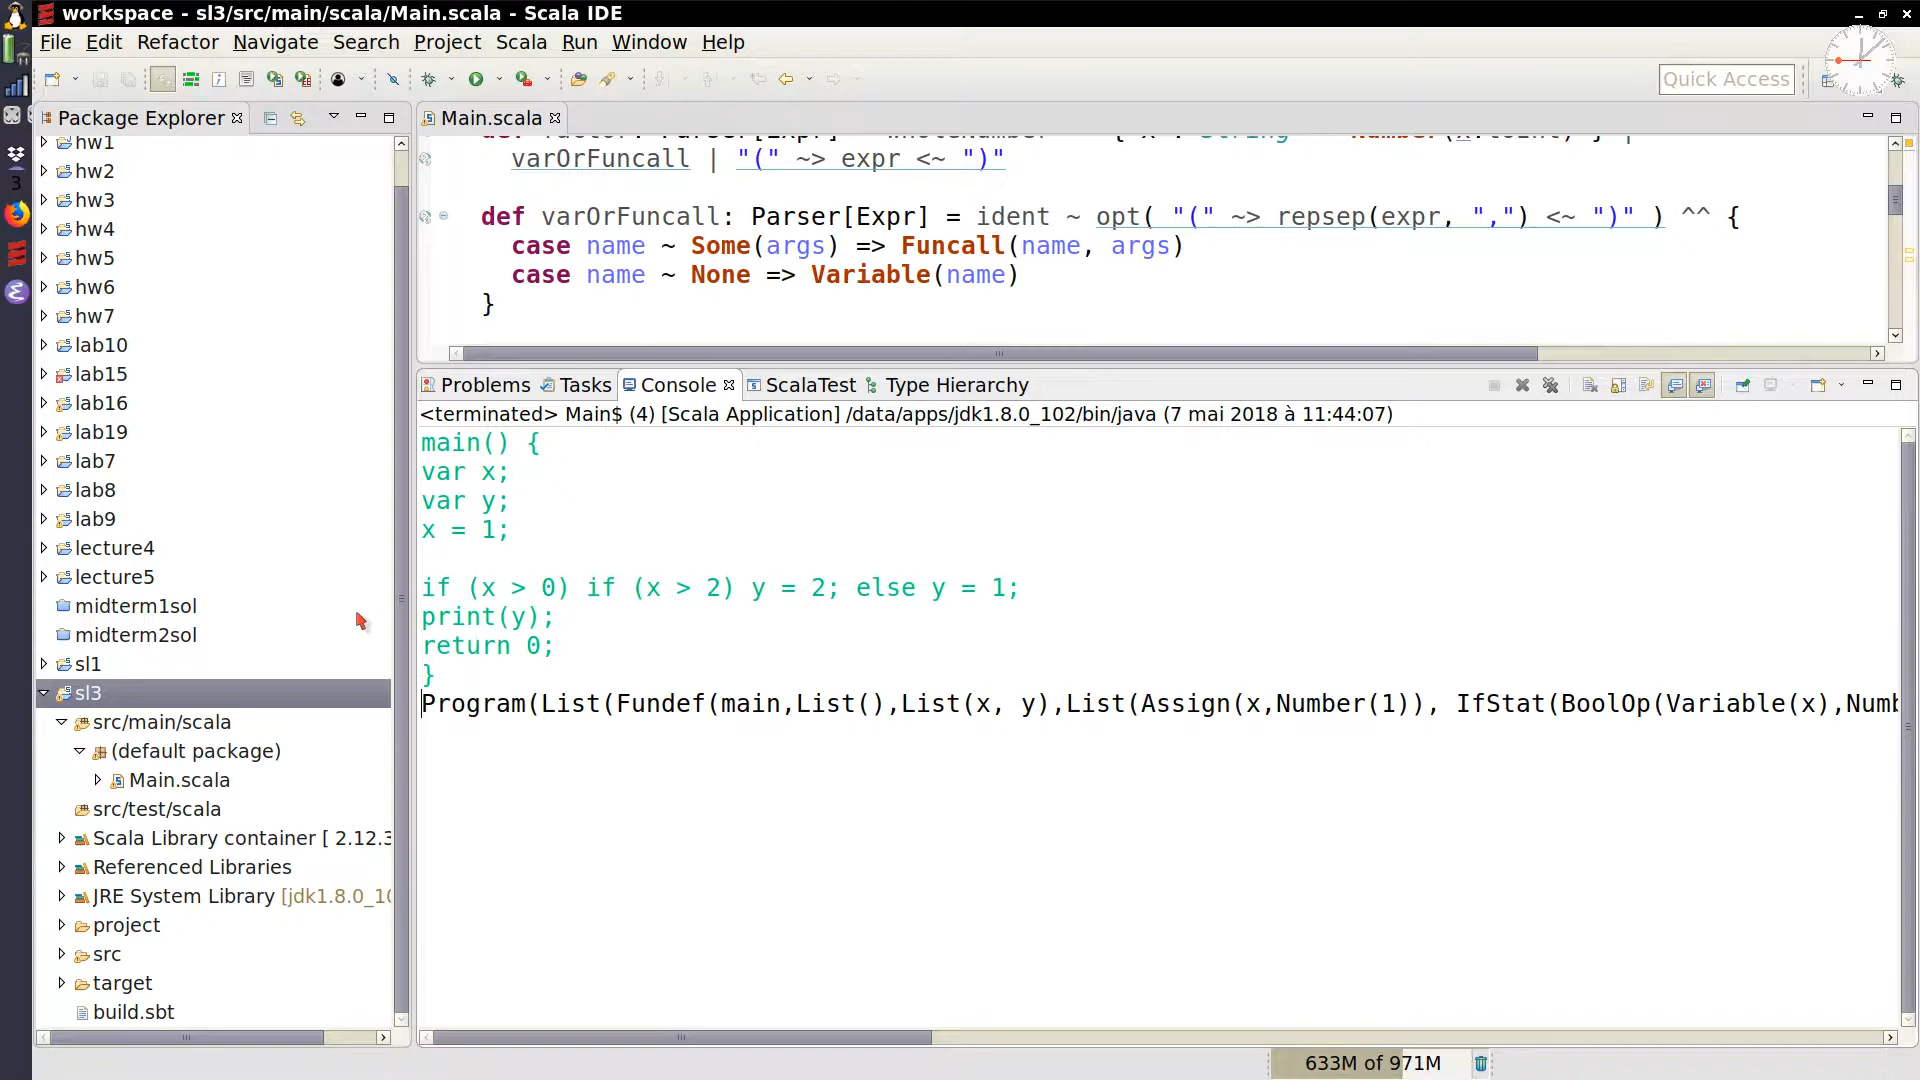 workspace - sl3/src/main/scala/Main.scala - Scala IDE
File Edit Refactor Navigate Search Project Scala Run Window Help
Quick Access
Package Explorer
hw1
hw2
hw3
hw4
hw5
hw6
hw7
lab10
lab15
lab16
lab19
lab7
lab8
lab9
lecture4
lecture5
midterm1sol
midterm2sol
sl1
sl3
src/main/scala
(default package)
Main.scala
src/test/scala
Scala Library container [ 2.12.3
Referenced Libraries
JRE System Library [jdk1.8.0_10
project
src
target
build.sbt
3
Main.scala
varOrFuncall | "(" ~> expr <~ ")"
def varOrFuncall: Parser[Expr] = ident ~ opt( "(" ~> repsep(expr, ",") <~ ")" ) ^^ {
case name ~ Some(args) => Funcall(name, args)
case name ~ None => Variable(name)
}
Problems Tasks Console ScalaTest Type Hierarchy
<terminated> Main$ (4) [Scala Application] /data/apps/jdk1.8.0_102/bin/java (7 mai 2018 à 11:44:07)
main() {
var x;
var y;
x = 1;
if (x > 0) if (x > 2) y = 2; else y = 1;
print(y);
return 0;
}
Program(List(Fundef(main,List(),List(x, y),List(Assign(x,Number(1)), IfStat(BoolOp(Variable(x),Numb
633M of 971M